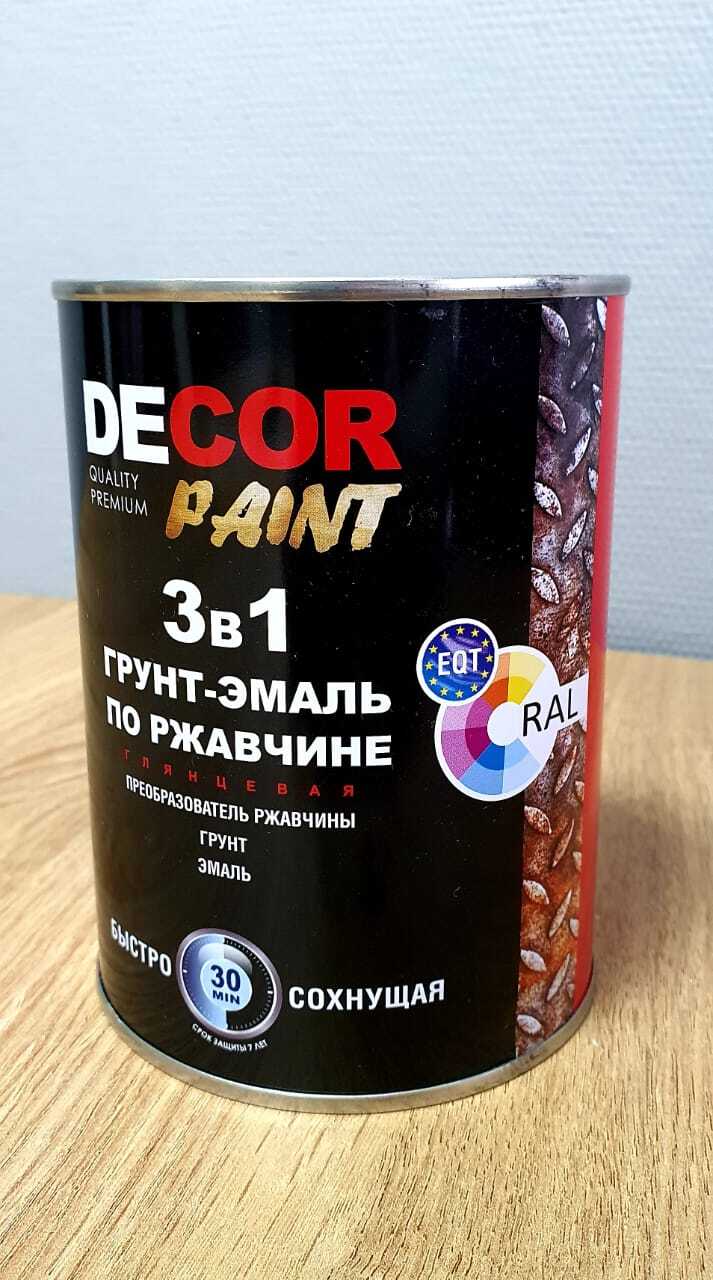 DECOR
QUALITY
PREMIUM
PAINT
3в1
ГРУНТ-ЭМАЛЬ
ПО РЖАВЧИНЕ
ГЛЯНЦЕВАЯ
ПРЕОБРАЗОВАТЕЛЬ РЖАВЧИНЫ
ГРУНТ
ЭМАЛЬ
EQT
RAL
БЫСТРО
30
MIN
СОХНУЩАЯ
СРОК ЗАЩИТЫ 7 ЛЕТ